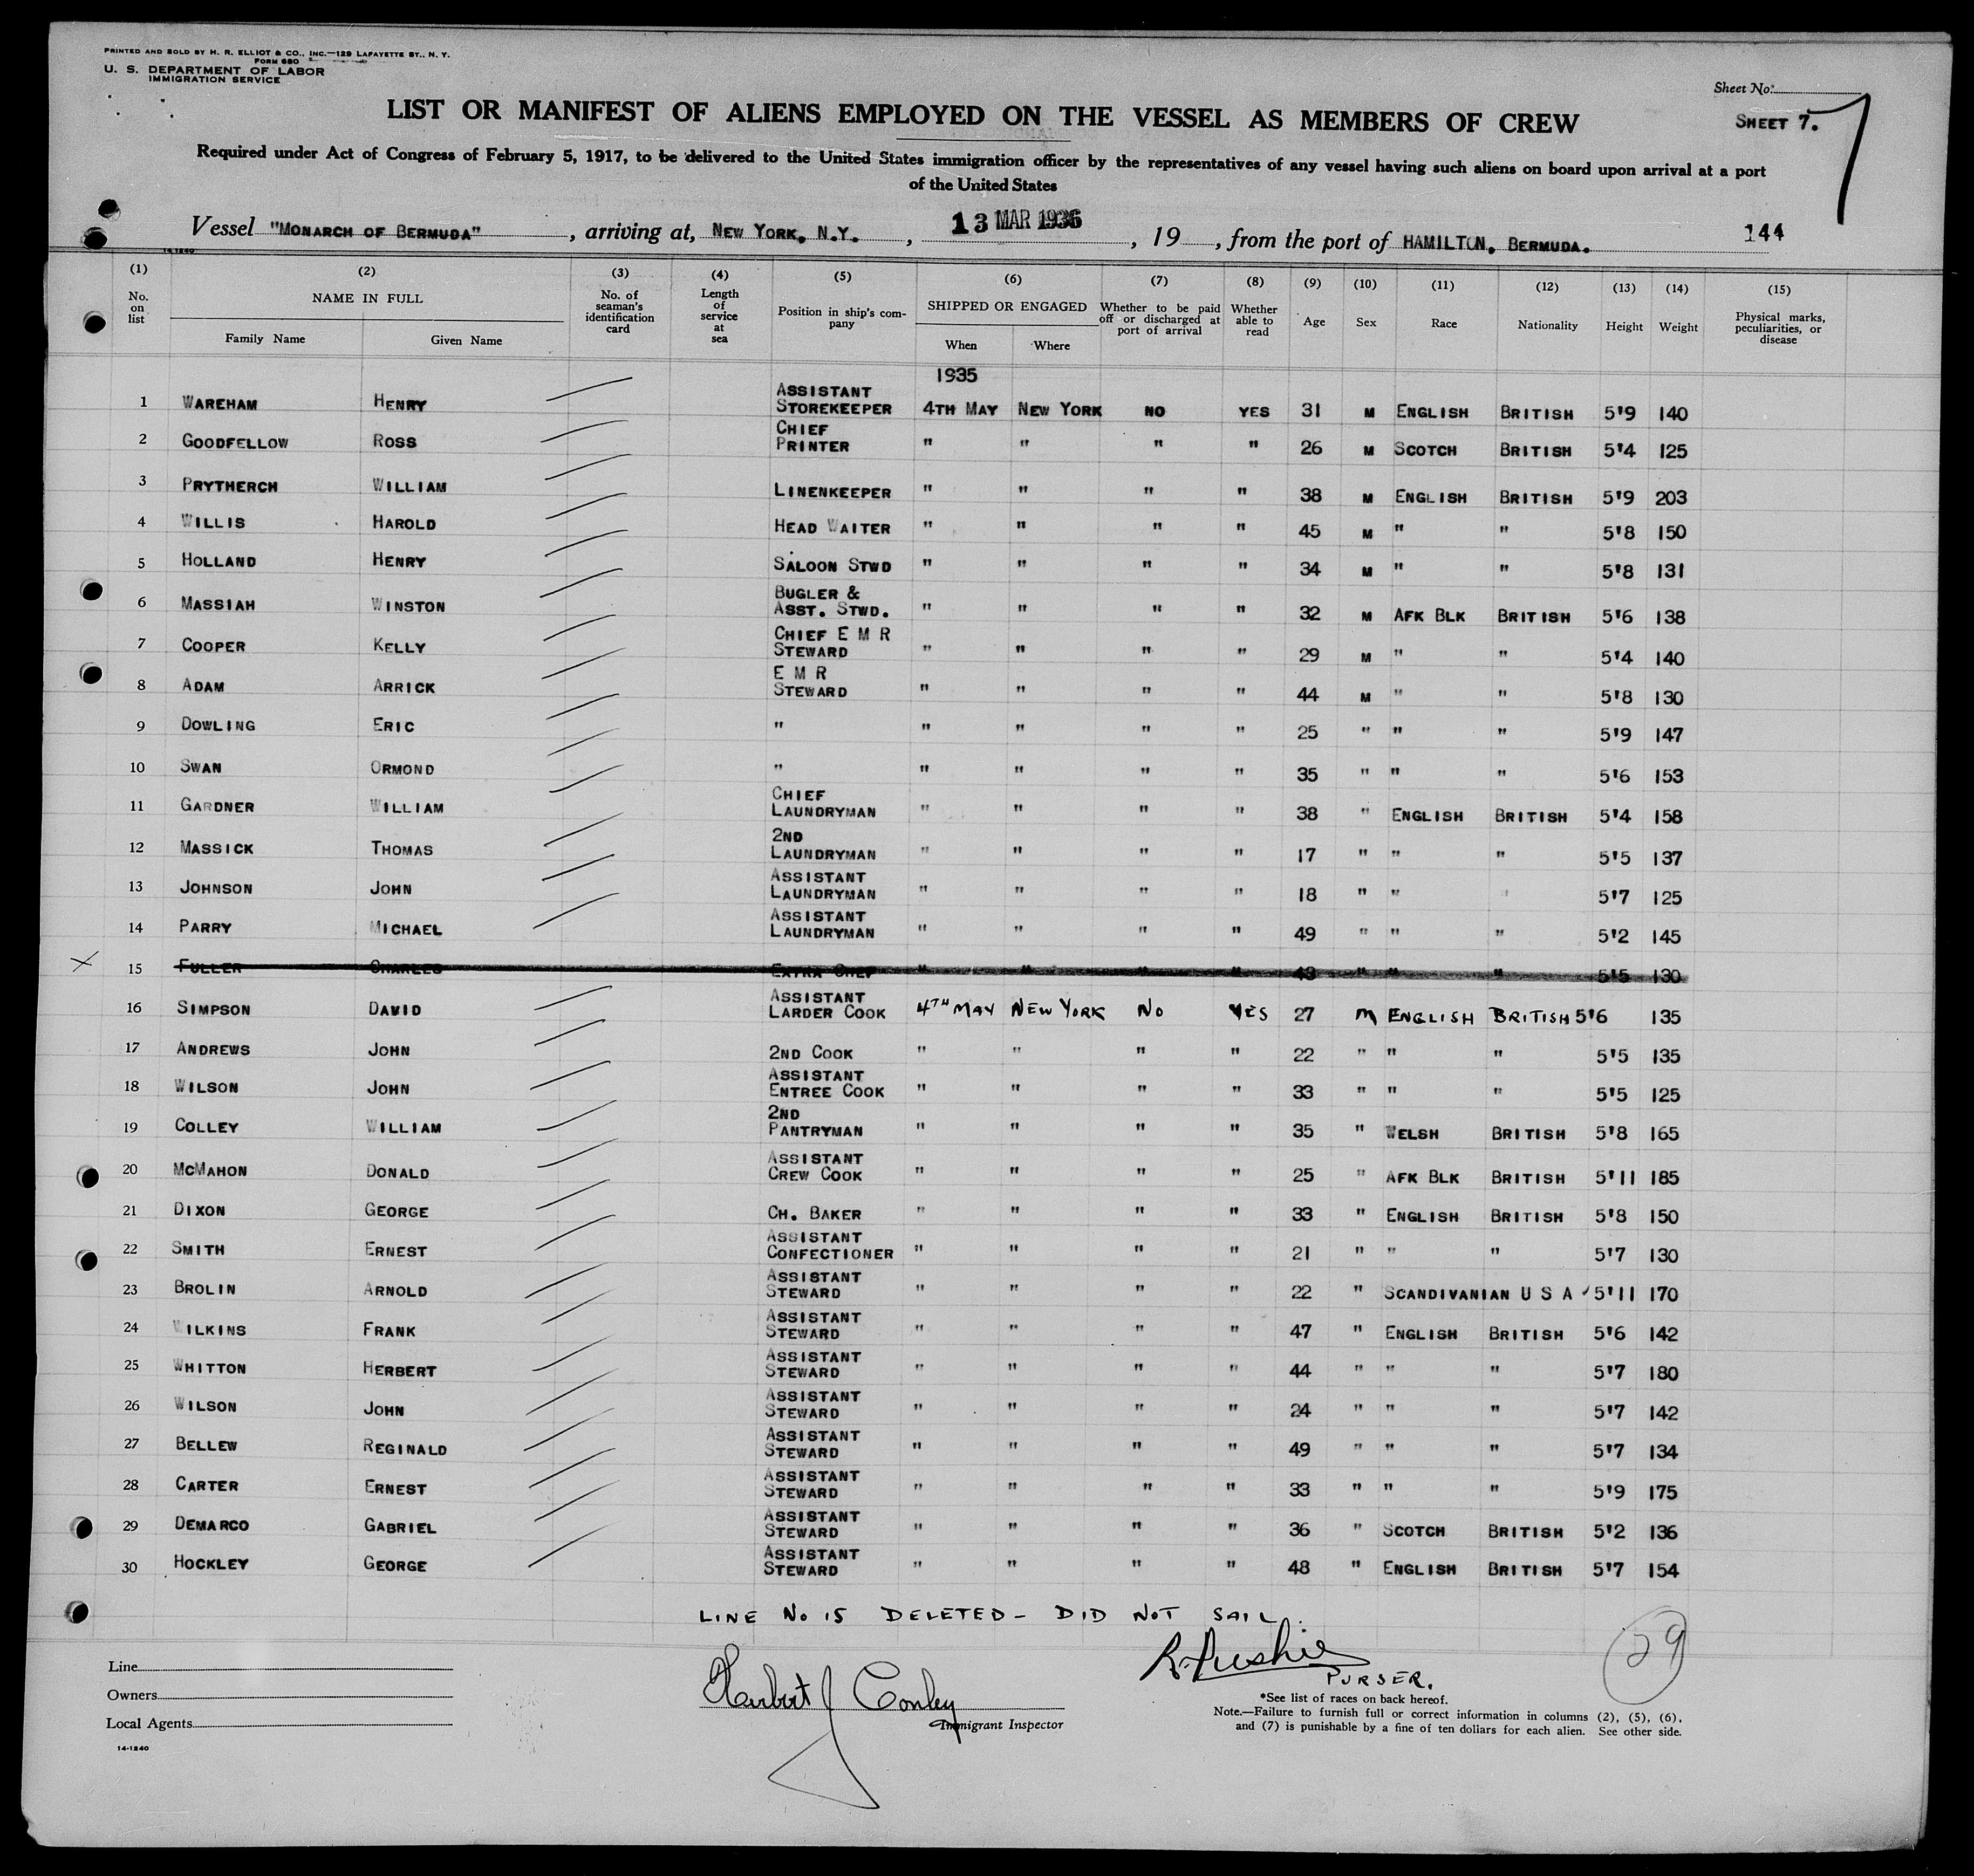 PRINTED AND SOLD BY H. R. ELLIOT & CO., INC.—129 LAFAYETTE ST., N. Y.
FORM 680
U. S. DEPARTMENT OF LABOR
IMMIGRATION SERVICE
Sheet No.
SHEET 7.
7
LIST OR MANIFEST OF ALIENS EMPLOYED ON THE VESSEL AS MEMBERS OF CREW
Required under Act of Congress of February 5, 1917, to be delivered to the United States immigration officer by the representatives of any vessel having such aliens on board upon arrival at a port
of the United States
Vessel "MONARCH OF BERMUDA", arriving at, NEW YORK, N.Y., 13 MAR 1936, 19, from the port of HAMILTON, BERMUDA. 144
14-1240
(1) (2) (3) (4) (5) (6) (7) (8) (9) (10) (11) (12) (13) (14) (15)
No. on list NAME IN FULL Family Name Given Name No. of seaman's identification card Length of service at sea Position in ship's company SHIPPED OR ENGAGED When Where Whether to be paid off or discharged at port of arrival Whether able to read Age Sex Race Nationality Height Weight Physical marks, peculiarities, or disease
1935
1 WAREHAM HENRY ASSISTANT STOREKEEPER 4TH MAY NEW YORK NO YES 31 M ENGLISH BRITISH 5'9 140
2 GOODFELLOW ROSS CHIEF PRINTER " " " " 26 M SCOTCH BRITISH 5'4 125
3 PRYTHERCH WILLIAM LINENKEEPER " " " " 38 M ENGLISH BRITISH 5'9 203
4 WILLIS HAROLD HEAD WAITER " " " " 45 M " " 5'8 150
5 HOLLAND HENRY SALOON STWD " " " " 34 M " " 5'8 131
6 MASSIAH WINSTON BUGLER & ASST. STWD. " " " " 32 M AFK BLK BRITISH 5'6 138
7 COOPER KELLY CHIEF E M R STEWARD " " " " 29 M " " 5'4 140
8 ADAM ARRICK E M R STEWARD " " " " 44 M " " 5'8 130
9 DOWLING ERIC " " " " " 25 " " " 5'9 147
10 SWAN ORMOND " " " " " 35 " " " 5'6 153
11 GARDNER WILLIAM CHIEF LAUNDRYMAN " " " " 38 " ENGLISH BRITISH 5'4 158
12 MASSICK THOMAS 2ND LAUNDRYMAN " " " " 17 " " " 5'5 137
13 JOHNSON JOHN ASSISTANT LAUNDRYMAN " " " " 18 " " " 5'7 125
14 PARRY MICHAEL ASSISTANT LAUNDRYMAN " " " " 49 " " " 5'2 145
X 15 FULLER CHARLES EXTRA CHEF " " " " 43 " " " 5'5 130
16 SIMPSON DAVID ASSISTANT LARDER COOK 4TH MAY NEW YORK NO YES 27 M ENGLISH BRITISH 5'6 135
17 ANDREWS JOHN 2ND COOK " " " " 22 " " " 5'5 135
18 WILSON JOHN ASSISTANT ENTREE COOK " " " " 33 " " " 5'5 125
19 COLLEY WILLIAM 2ND PANTRYMAN " " " " 35 " WELSH BRITISH 5'8 165
20 MCMAHON DONALD ASSISTANT CREW COOK " " " " 25 " AFK BLK BRITISH 5'11 185
21 DIXON GEORGE CH. BAKER " " " " 33 " ENGLISH BRITISH 5'8 150
22 SMITH ERNEST ASSISTANT CONFECTIONER " " " " 21 " " " 5'7 130
23 BROLIN ARNOLD ASSISTANT STEWARD " " " " 22 " SCANDIVANIAN U S A ✓ 5'11 170
24 WILKINS FRANK ASSISTANT STEWARD " " " " 47 " ENGLISH BRITISH 5'6 142
25 WHITTON HERBERT ASSISTANT STEWARD " " " " 44 " " " 5'7 180
26 WILSON JOHN ASSISTANT STEWARD " " " " 24 " " " 5'7 142
27 BELLEW REGINALD ASSISTANT STEWARD " " " " 49 " " " 5'7 134
28 CARTER ERNEST ASSISTANT STEWARD " " " " 33 " " " 5'9 175
29 DEMARCO GABRIEL ASSISTANT STEWARD " " " " 36 " SCOTCH BRITISH 5'2 136
30 HOCKLEY GEORGE ASSISTANT STEWARD " " " " 48 " ENGLISH BRITISH 5'7 154
LINE No 15 DELETED - DID NOT SAIL.
29
Line
Owners
Local Agents
14-1240
Herbert J Conley
Immigrant Inspector
PURSER.
*See list of races on back hereof.
Note.—Failure to furnish full or correct information in columns (2), (5), (6),
and (7) is punishable by a fine of ten dollars for each alien. See other side.